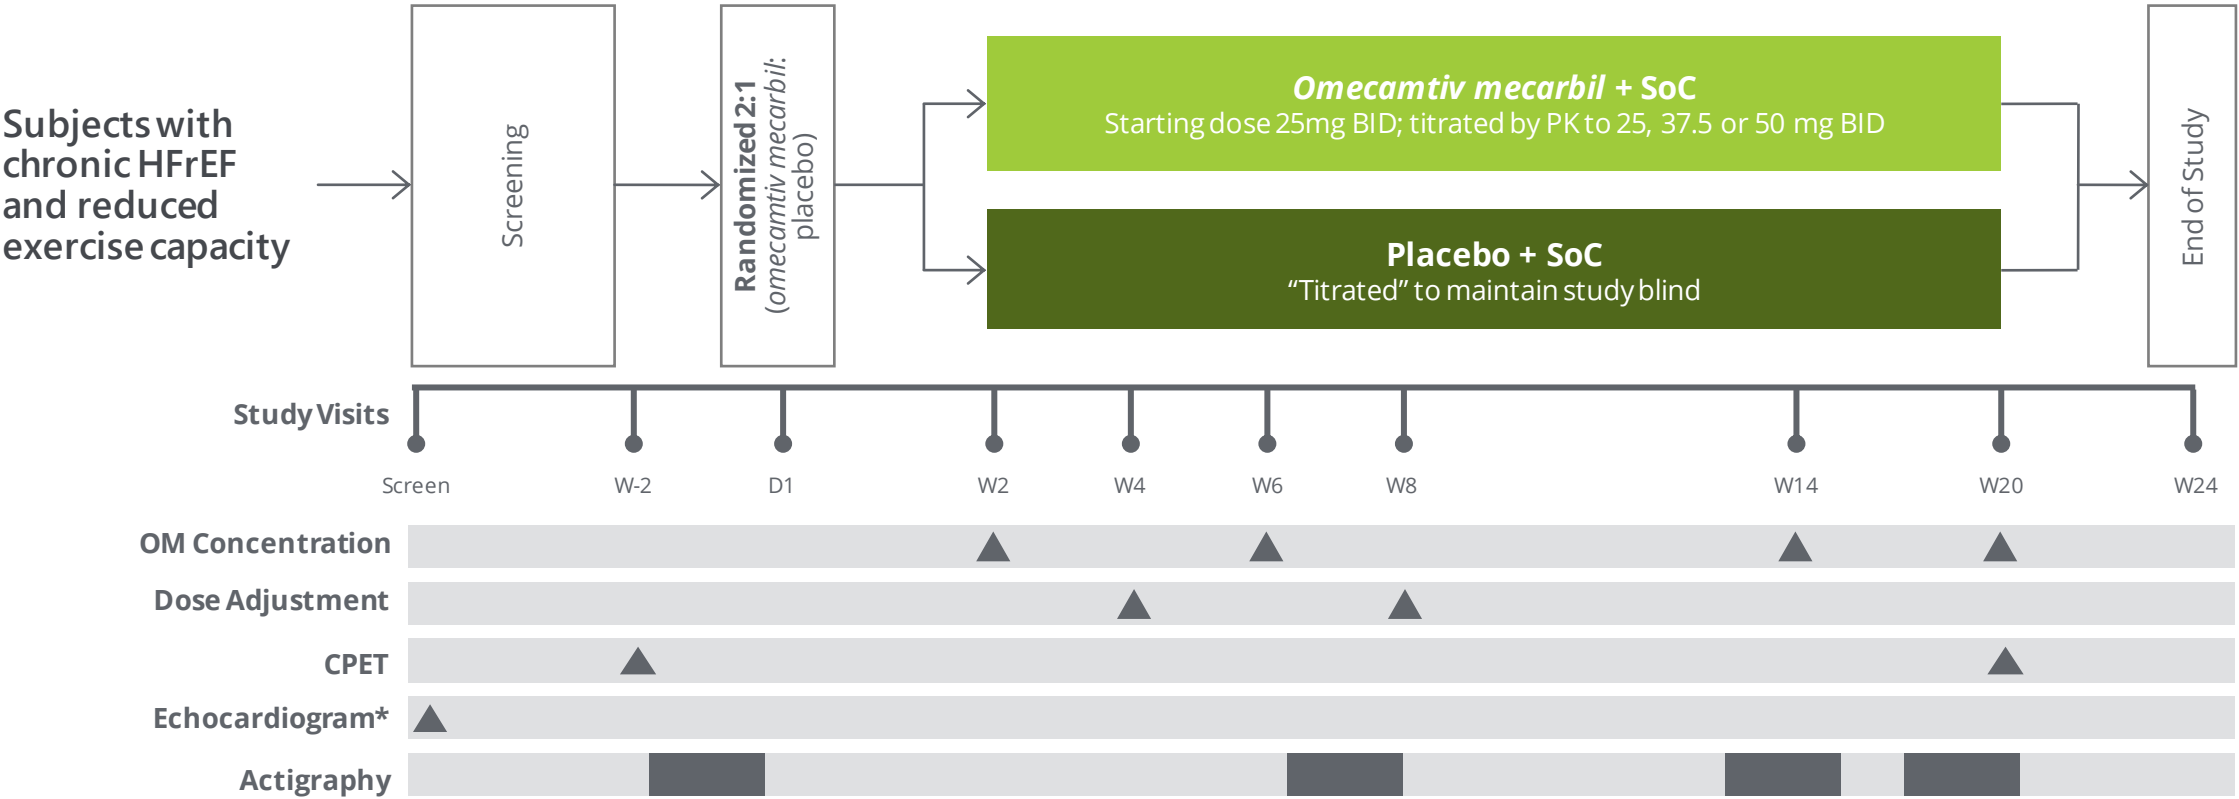 Subjects with
chronic HFrEF
and reduced
exercise capacity
Screening
Randomized 2:1
(omecamtiv mecarbil:
placebo)
Omecamtiv mecarbil + SoC
Starting dose 25mg BID; titrated by PK to 25, 37.5 or 50 mg BID
Placebo + SoC
“Titrated” to maintain study blind
End of Study
Study Visits
Screen W-2 D1 W2 W4 W6 W8 W14 W20 W24
OM Concentration
Dose Adjustment
CPET
Echocardiogram*
Actigraphy